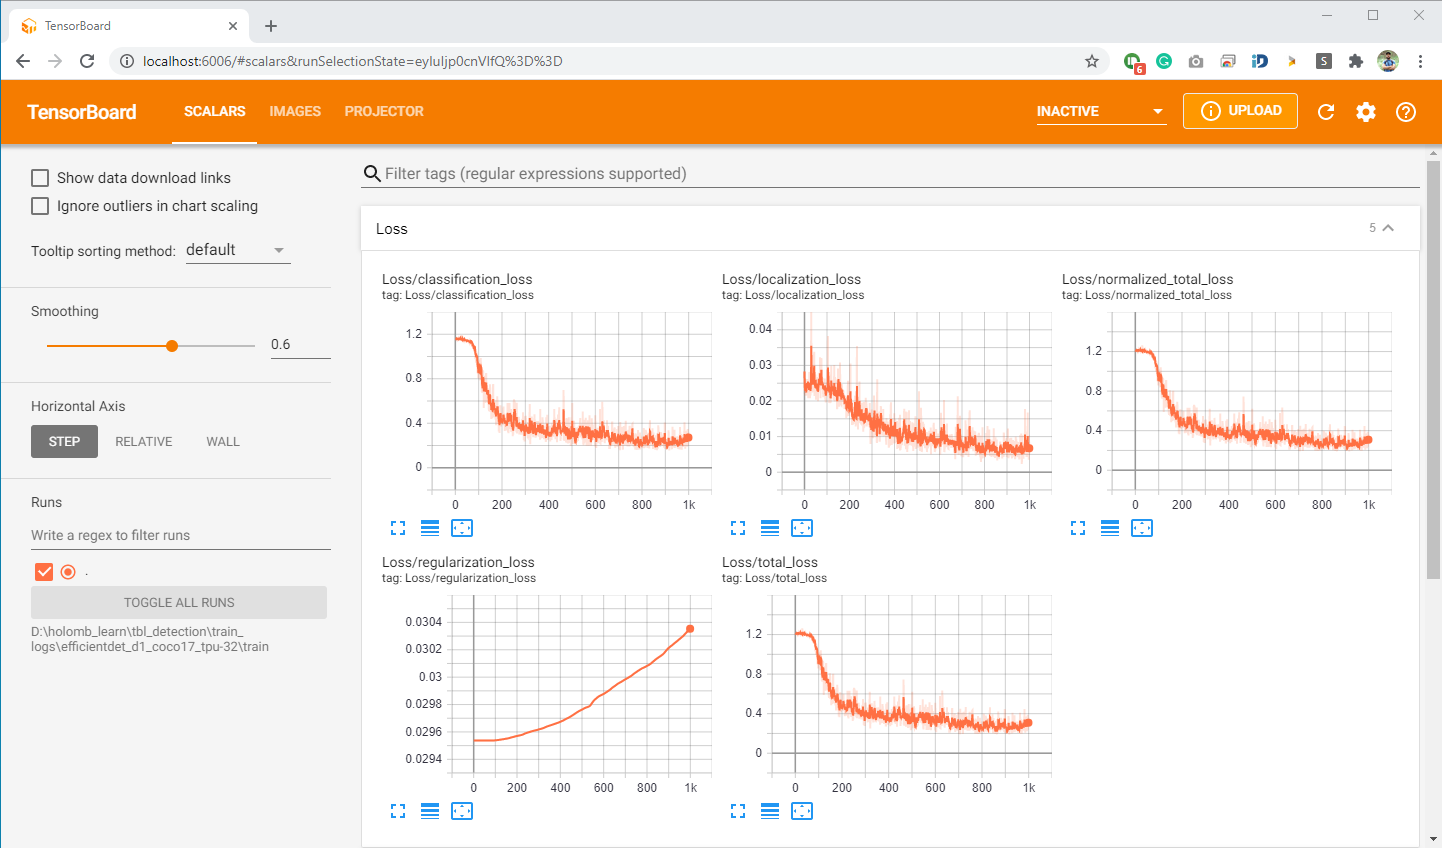 TensorBoard
localhost:6006/#scalars&runSelectionState=eyIuIjp0cnVlfQ%3D%3D
6
S
TensorBoard
SCALARS
IMAGES
PROJECTOR
INACTIVE
UPLOAD
Show data download links
Ignore outliers in chart scaling
Tooltip sorting method: default
Smoothing
0.6
Horizontal Axis
STEP RELATIVE WALL
Runs
Write a regex to filter runs
.
TOGGLE ALL RUNS
D:\holomb_learn\tbl_detection\train_
logs\efficientdet_d1_coco17_tpu-32\train
Filter tags (regular expressions supported)
Loss
5
Loss/classification_loss
tag: Loss/classification_loss
1.2
0.8
0.4
0
0 200 400 600 800 1k
Loss/localization_loss
tag: Loss/localization_loss
0.04
0.03
0.02
0.01
0
0 200 400 600 800 1k
Loss/normalized_total_loss
tag: Loss/normalized_total_loss
1.2
0.8
0.4
0
0 200 400 600 800 1k
Loss/regularization_loss
tag: Loss/regularization_loss
0.0304
0.0302
0.03
0.0298
0.0296
0.0294
0 200 400 600 800 1k
Loss/total_loss
tag: Loss/total_loss
1.2
0.8
0.4
0
0 200 400 600 800 1k